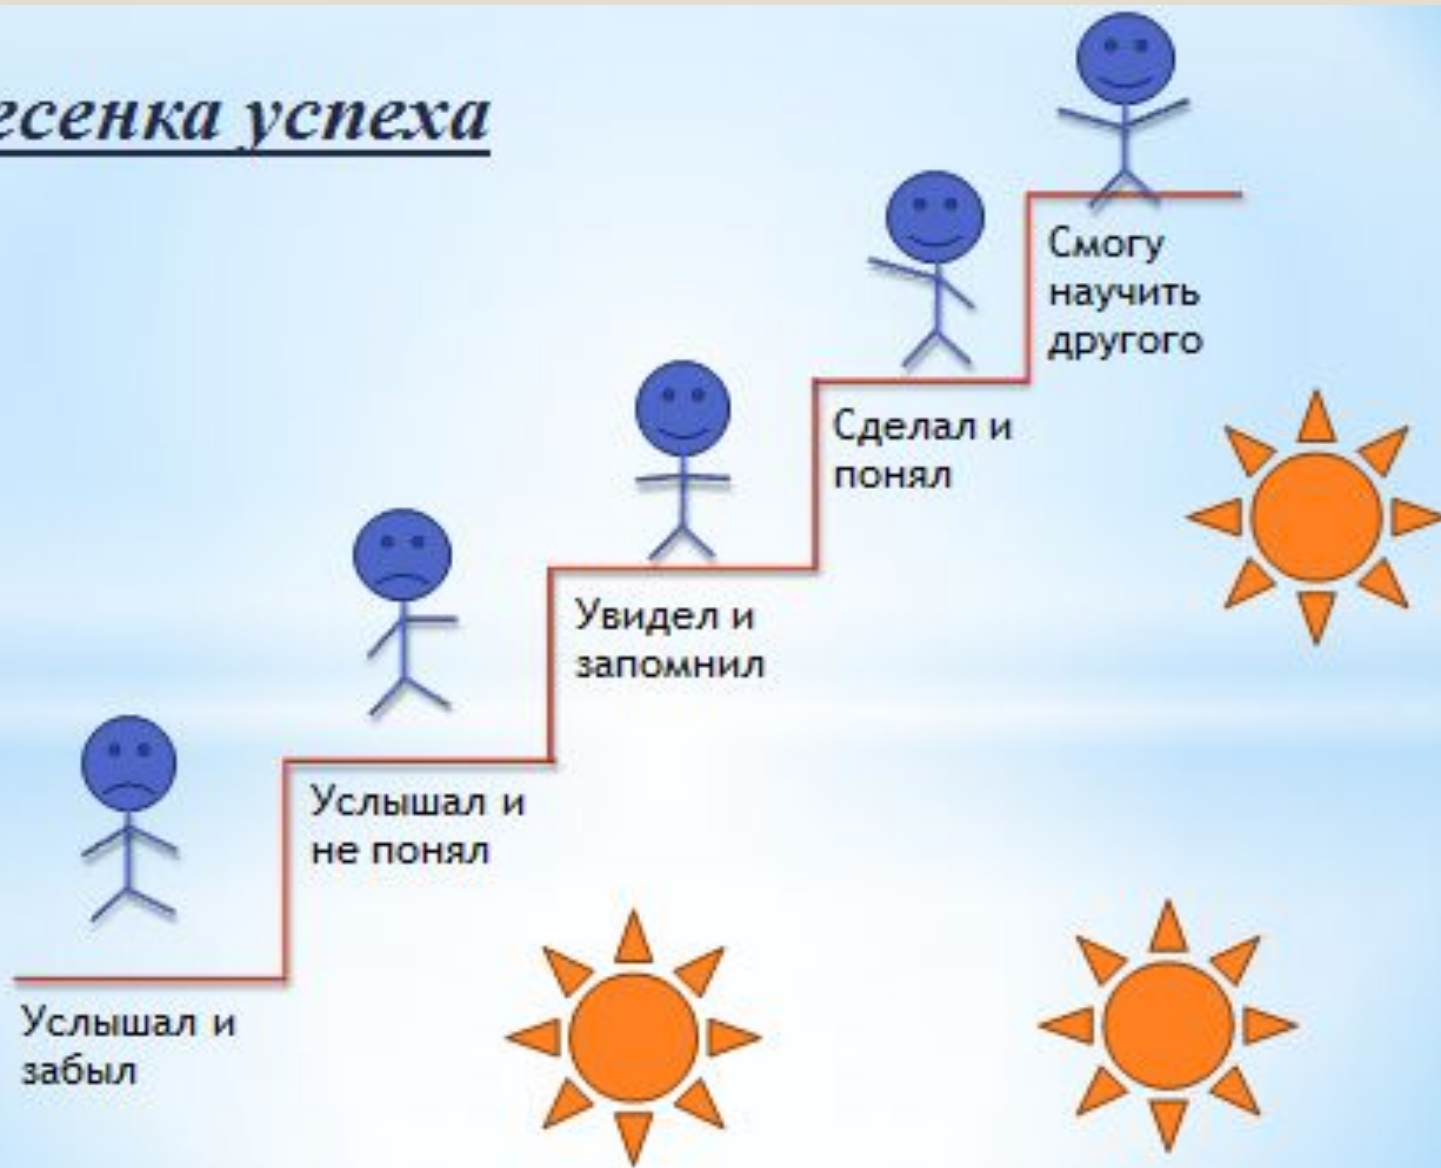 есенка успеха
Смогу
научить
другого
Сделал и
понял
Увидел и
запомнил
Услышал и
не понял
Услышал и
забыл